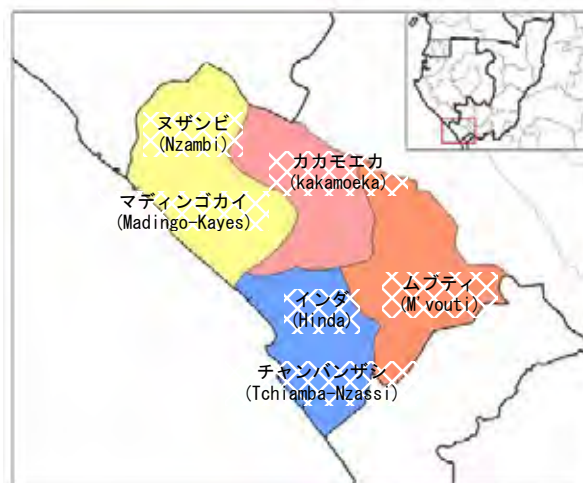 ヌザンビ
(Nzambi)
カカモエカ
(kakamoeka)
マディンゴカイ
(Madingo-Kayes)
ムブティ
(M'vouti)
インダ
(Hinda)
チャンバンザシ
(Tchiamba-Nzassi)